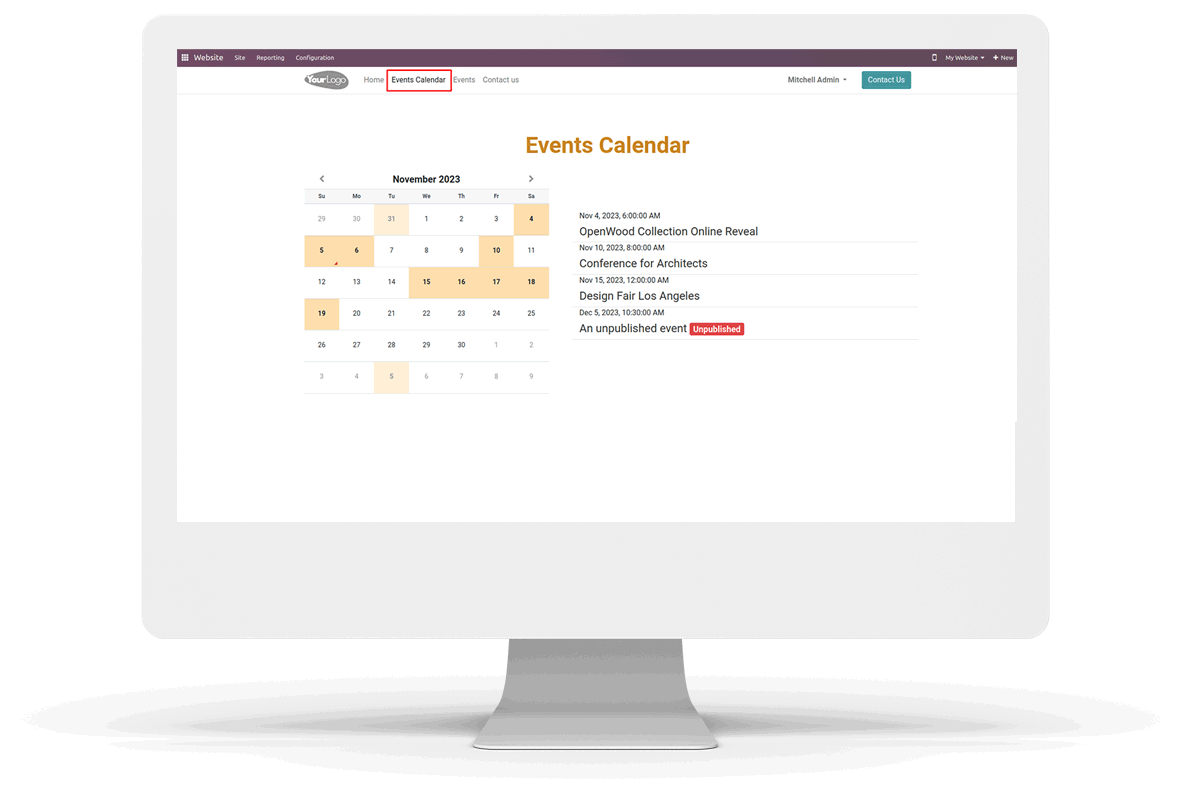 Website Site Reporting Configuration My Website + New
YourLogo Home Events Calendar Events Contact us Mitchell Admin Contact Us
Events Calendar
November 2023
Su Mo Tu We Th Fr Sa
29 30 31 1 2 3 4
5 6 7 8 9 10 11
12 13 14 15 16 17 18
19 20 21 22 23 24 25
26 27 28 29 30 1 2
3 4 5 6 7 8 9
Nov 4, 2023, 6:00:00 AM
OpenWood Collection Online Reveal
Nov 10, 2023, 8:00:00 AM
Conference for Architects
Nov 15, 2023, 12:00:00 AM
Design Fair Los Angeles
Dec 5, 2023, 10:30:00 AM
An unpublished event Unpublished